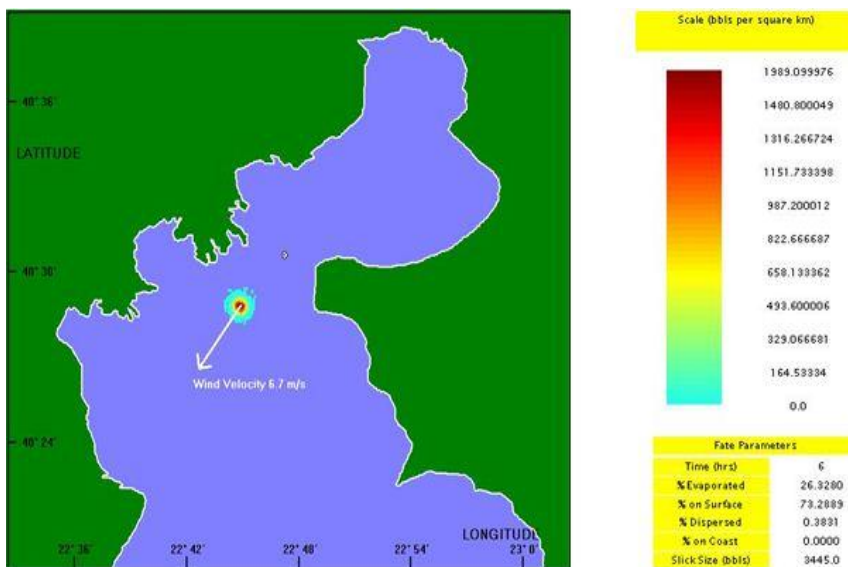 40° 36'
LATITUDE
40° 30'
Wind Velocity 6.7 m/s
40° 24'
LONGITUDE
22° 36' 22° 42' 22° 48' 22° 54' 23° 0'
Scale (bbls per square km)
1989.099976
1480.800049
1316.266724
1151.733398
987.200012
822.666687
658.133362
493.600006
329.066681
164.53334
0.0
Fate Parameters
Time (hrs) 6
% Evaporated 26.3280
% on Surface 73.2889
% Dispersed 0.3831
% on Coast 0.0000
Slick Size (bbls) 3445.0